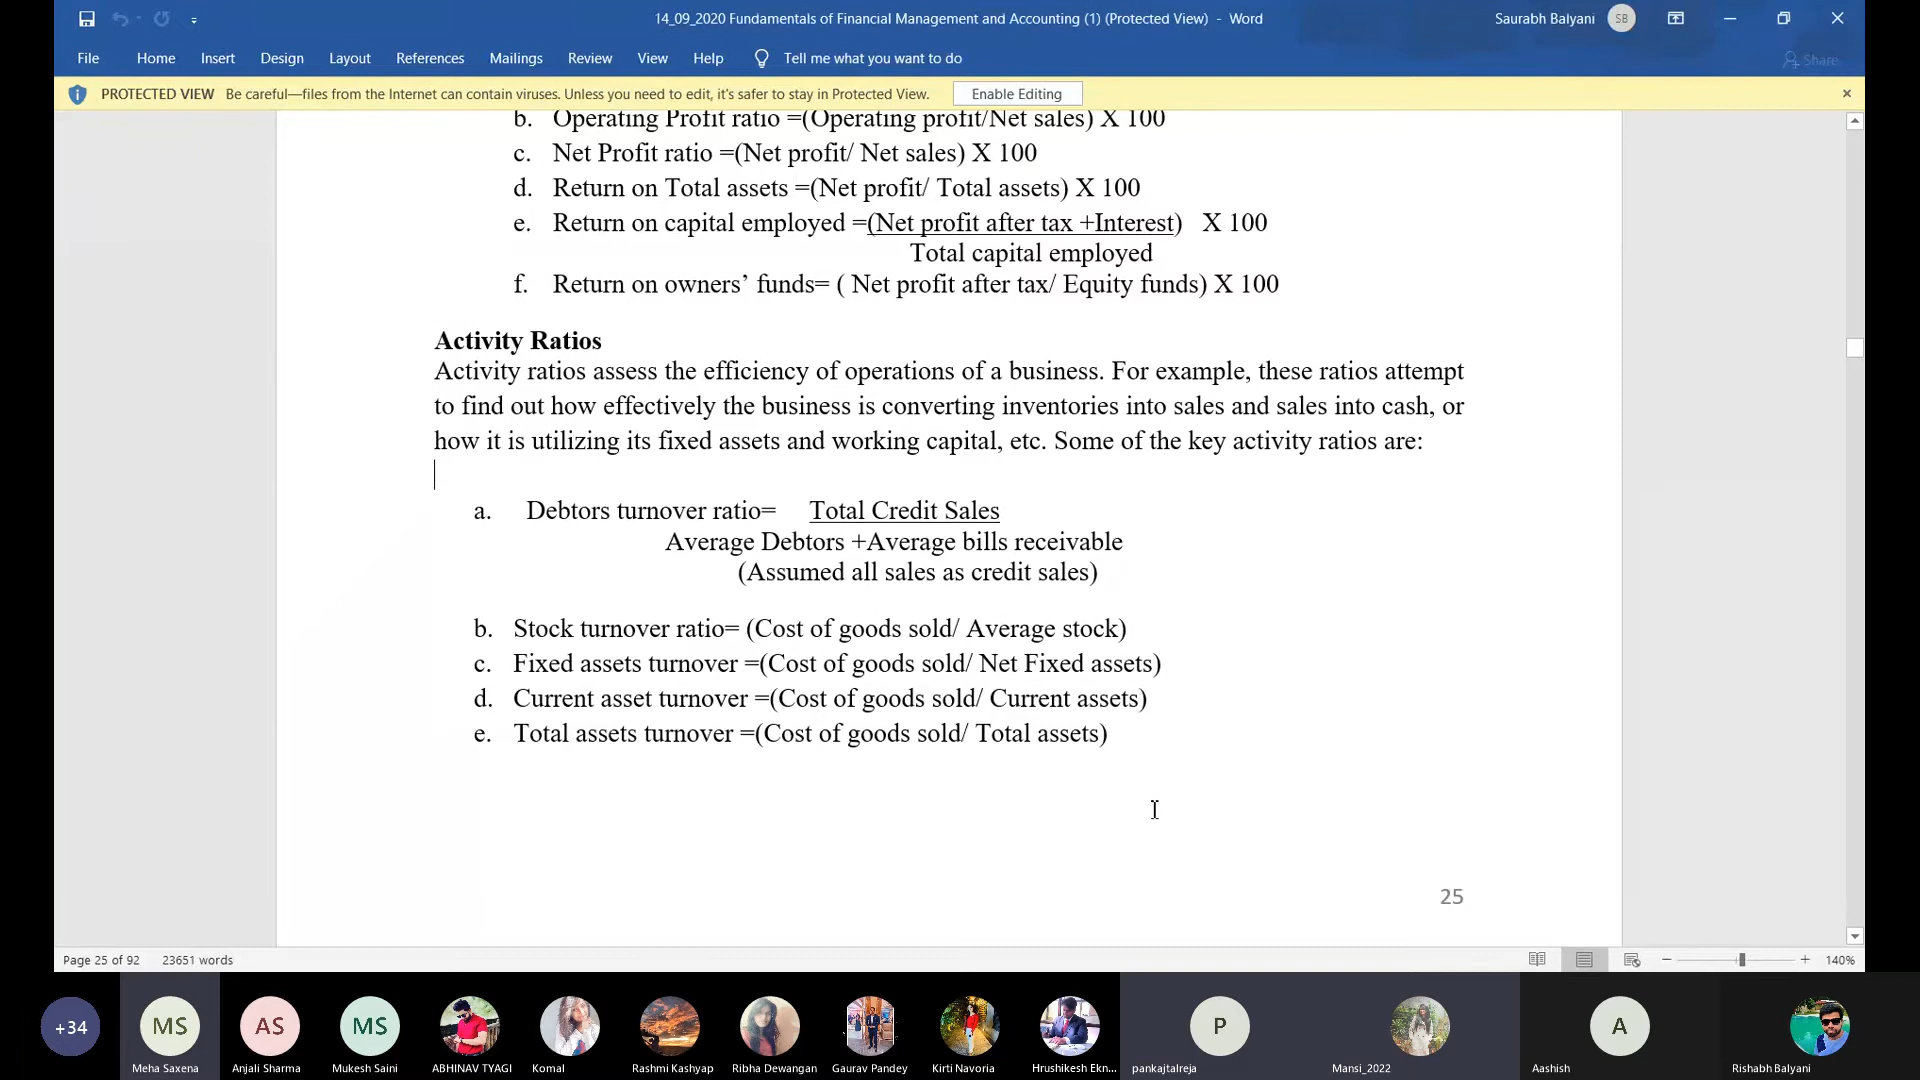 14_09_2020 Fundamentals of Financial Management and Accounting (1) (Protected View) - Word
Saurabh Balyani
SB
File Home Insert Design Layout References Mailings Review View Help Tell me what you want to do
Share
PROTECTED VIEW Be careful—files from the Internet can contain viruses. Unless you need to edit, it's safer to stay in Protected View. Enable Editing
b. Operating Profit ratio =(Operating profit/Net sales) X 100
c. Net Profit ratio =(Net profit/ Net sales) X 100
d. Return on Total assets =(Net profit/ Total assets) X 100
e. Return on capital employed =(Net profit after tax +Interest) X 100
Total capital employed
f. Return on owners’ funds= ( Net profit after tax/ Equity funds) X 100
Activity Ratios
Activity ratios assess the efficiency of operations of a business. For example, these ratios attempt
to find out how effectively the business is converting inventories into sales and sales into cash, or
how it is utilizing its fixed assets and working capital, etc. Some of the key activity ratios are:
a. Debtors turnover ratio= Total Credit Sales
Average Debtors +Average bills receivable
(Assumed all sales as credit sales)
b. Stock turnover ratio= (Cost of goods sold/ Average stock)
c. Fixed assets turnover =(Cost of goods sold/ Net Fixed assets)
d. Current asset turnover =(Cost of goods sold/ Current assets)
e. Total assets turnover =(Cost of goods sold/ Total assets)
25
Page 25 of 92 23651 words
140%
+34
MS AS MS P A
Meha Saxena Anjali Sharma Mukesh Saini ABHINAV TYAGI Komal Rashmi Kashyap Ribha Dewangan Gaurav Pandey Kirti Navoria Hrushikesh Ekn... pankajtalreja Mansi_2022 Aashish Rishabh Balyani